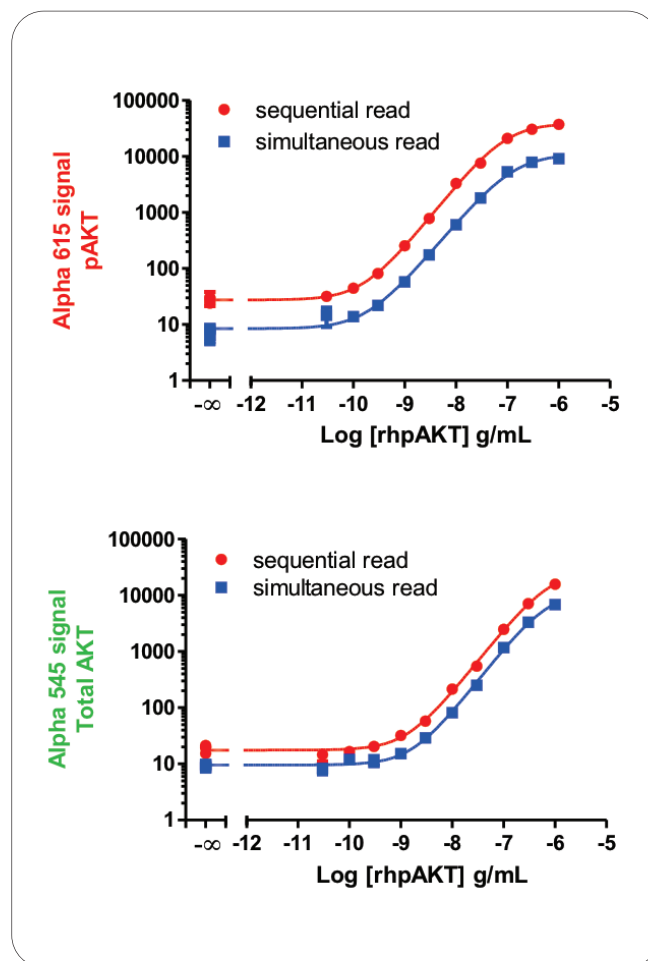 Alpha 615 signal
pAKT
100000
10000
1000
100
10
1
sequential read
simultaneous read
-∞ -12 -11 -10 -9 -8 -7 -6 -5
Log [rhpAKT] g/mL
Alpha 545 signal
Total AKT
100000
10000
1000
100
10
1
sequential read
simultaneous read
-∞ -12 -11 -10 -9 -8 -7 -6 -5
Log [rhpAKT] g/mL